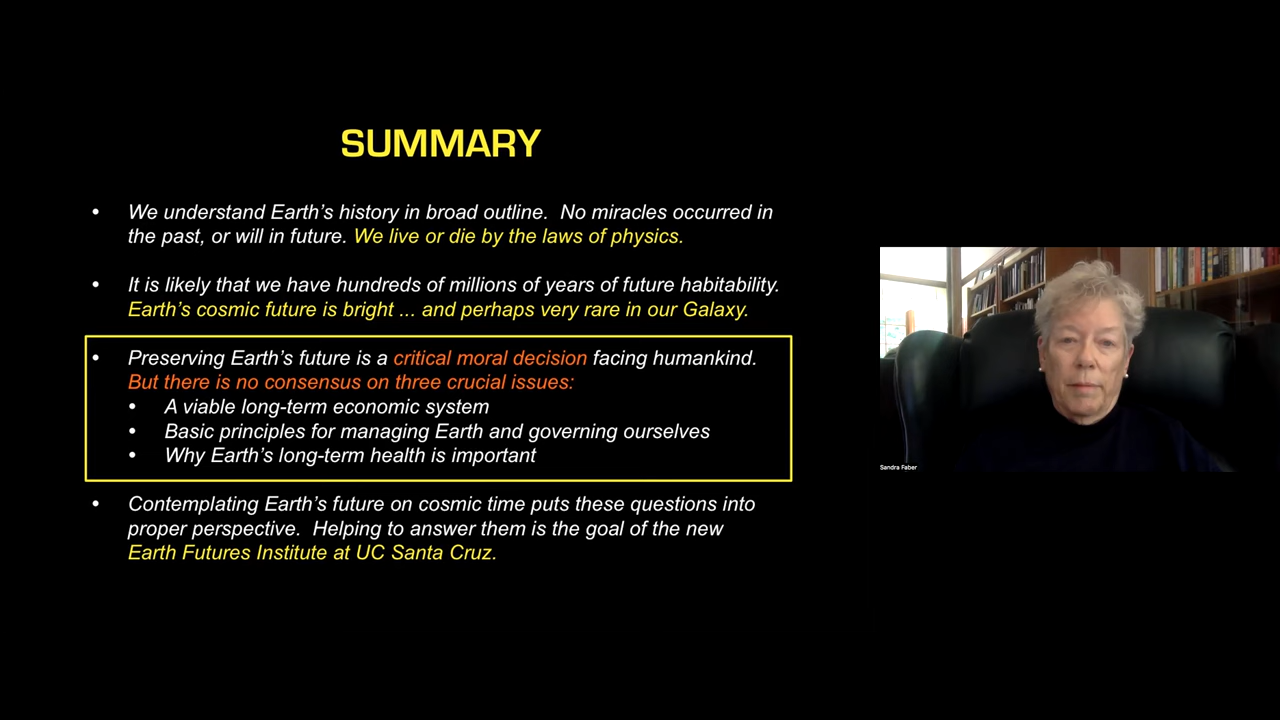 SUMMARY
• We understand Earth's history in broad outline.  No miracles occurred in
the past, or will in future. We live or die by the laws of physics.
• It is likely that we have hundreds of millions of years of future habitability.
Earth's cosmic future is bright ... and perhaps very rare in our Galaxy.
• Preserving Earth's future is a critical moral decision facing humankind.
But there is no consensus on three crucial issues:
• A viable long-term economic system
• Basic principles for managing Earth and governing ourselves
• Why Earth's long-term health is important
• Contemplating Earth's future on cosmic time puts these questions into
proper perspective.  Helping to answer them is the goal of the new
Earth Futures Institute at UC Santa Cruz.
Sandra Faber